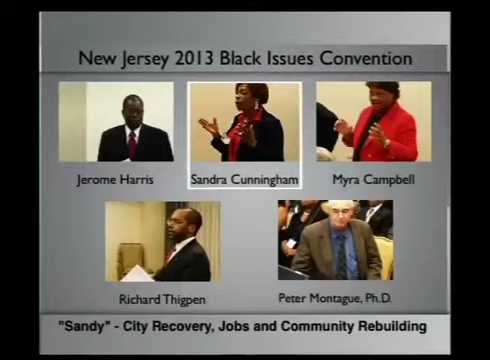 New Jersey 2013 Black Issues Convention
Jerome Harris
Sandra Cunningham
Myra Campbell
Richard Thigpen
Peter Montague, Ph.D.
"Sandy" - City Recovery, Jobs and Community Rebuilding